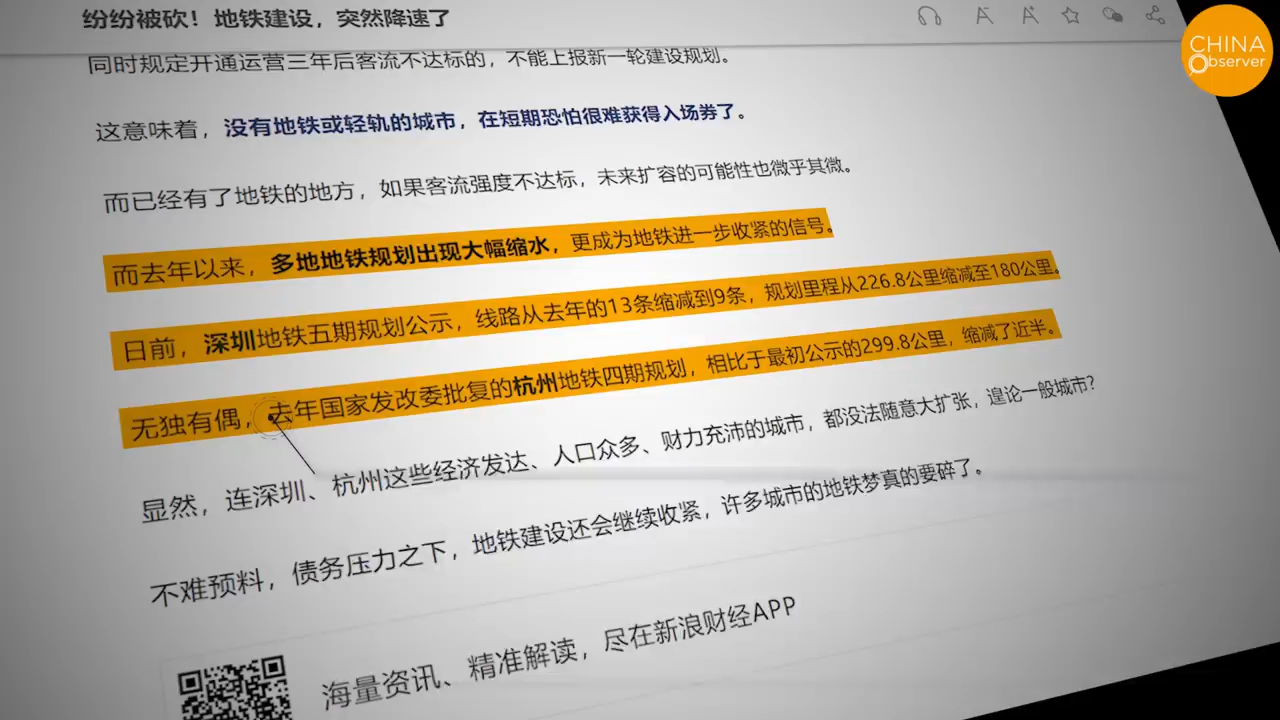 纷纷被砍！地铁建设，突然降速了
CHINA
Observer
同时规定开通运营三年后客流不达标的，不能上报新一轮建设规划。
这意味着，没有地铁或轻轨的城市，在短期恐怕很难获得入场券了。
而已经有了地铁的地方，如果客流强度不达标，未来扩容的可能性也微乎其微。
而去年以来，多地地铁规划出现大幅缩水，更成为地铁进一步收紧的信号。
日前，深圳地铁五期规划公示，线路从去年的13条缩减到9条，规划里程从226.8公里缩减至180公里。
无独有偶，去年国家发改委批复的杭州地铁四期规划，相比于最初公示的299.8公里，缩减了近半。
显然，连深圳、杭州这些经济发达、人口众多、财力充沛的城市，都没法随意大扩张，遑论一般城市？
不难预料，债务压力之下，地铁建设还会继续收紧，许多城市的地铁梦真的要碎了。
海量资讯、精准解读，尽在新浪财经APP